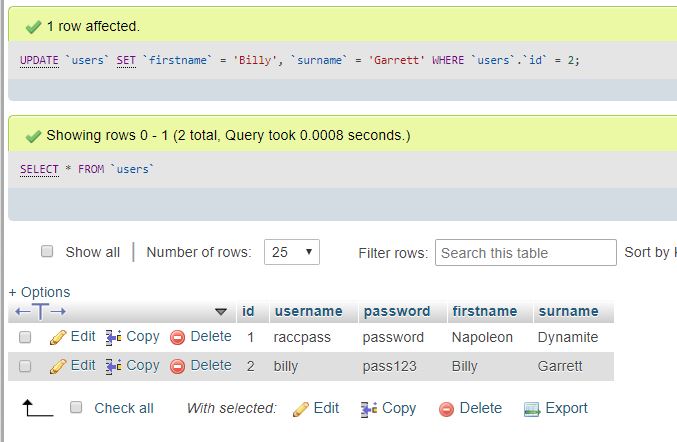 1 row affected.
UPDATE `users` SET `firstname` = 'Billy', `surname` = 'Garrett' WHERE `users`.`id` = 2;
Showing rows 0 - 1 (2 total, Query took 0.0008 seconds.)
SELECT * FROM `users`
Show all | Number of rows: 25 Filter rows: Search this table Sort by
+ Options
id username password firstname surname
Edit Copy Delete 1 raccpass password Napoleon Dynamite
Edit Copy Delete 2 billy pass123 Billy Garrett
Check all With selected: Edit Copy Delete Export